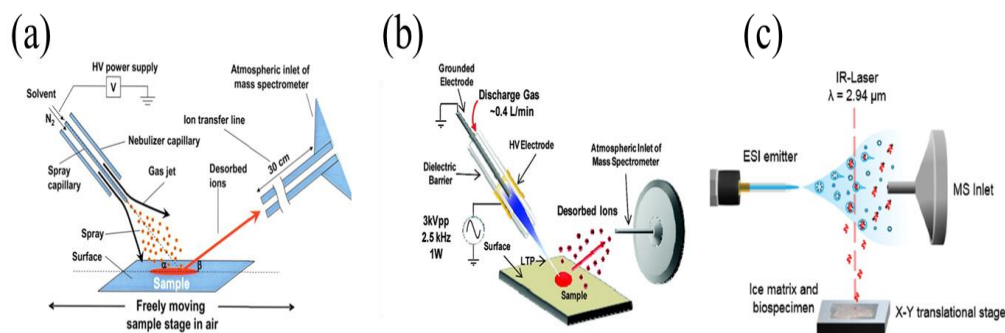 (a)
HV power supply
V
Solvent
N2
Atmospheric inlet of
mass spectrometer
Ion transfer line
Nebulizer capillary
30 cm
Spray
capillary
Gas jet
Desorbed
ions
Spray
Surface
α
β
Sample
Freely moving
sample stage in air
(b)
Grounded
Electrode
Discharge Gas
~0.4 L/min
HV Electrode
Dielectric
Barrier
Atmospheric Inlet of
Mass Spectrometer
Desorbed Ions
3kVpp
2.5 kHz
1W
Surface
LTP
Sample
(c)
IR-Laser
λ = 2.94 μm
ESI emitter
MS Inlet
Ice matrix and
biospecimen
X-Y translational stage